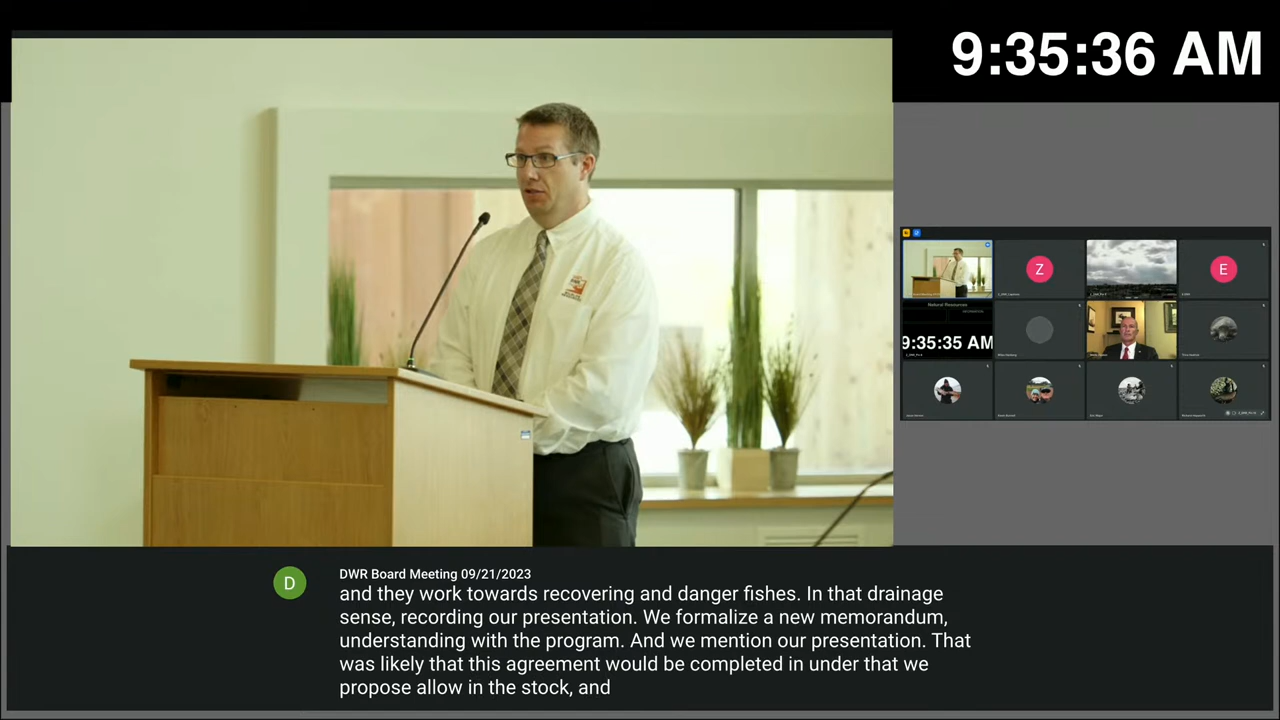 9:35:36 AM
Z
E
Natural Resources
9:35:35 AM
D
DWR Board Meeting 09/21/2023
and they work towards recovering and danger fishes. In that drainage
sense, recording our presentation. We formalize a new memorandum,
understanding with the program. And we mention our presentation. That
was likely that this agreement would be completed in under that we
propose allow in the stock, and